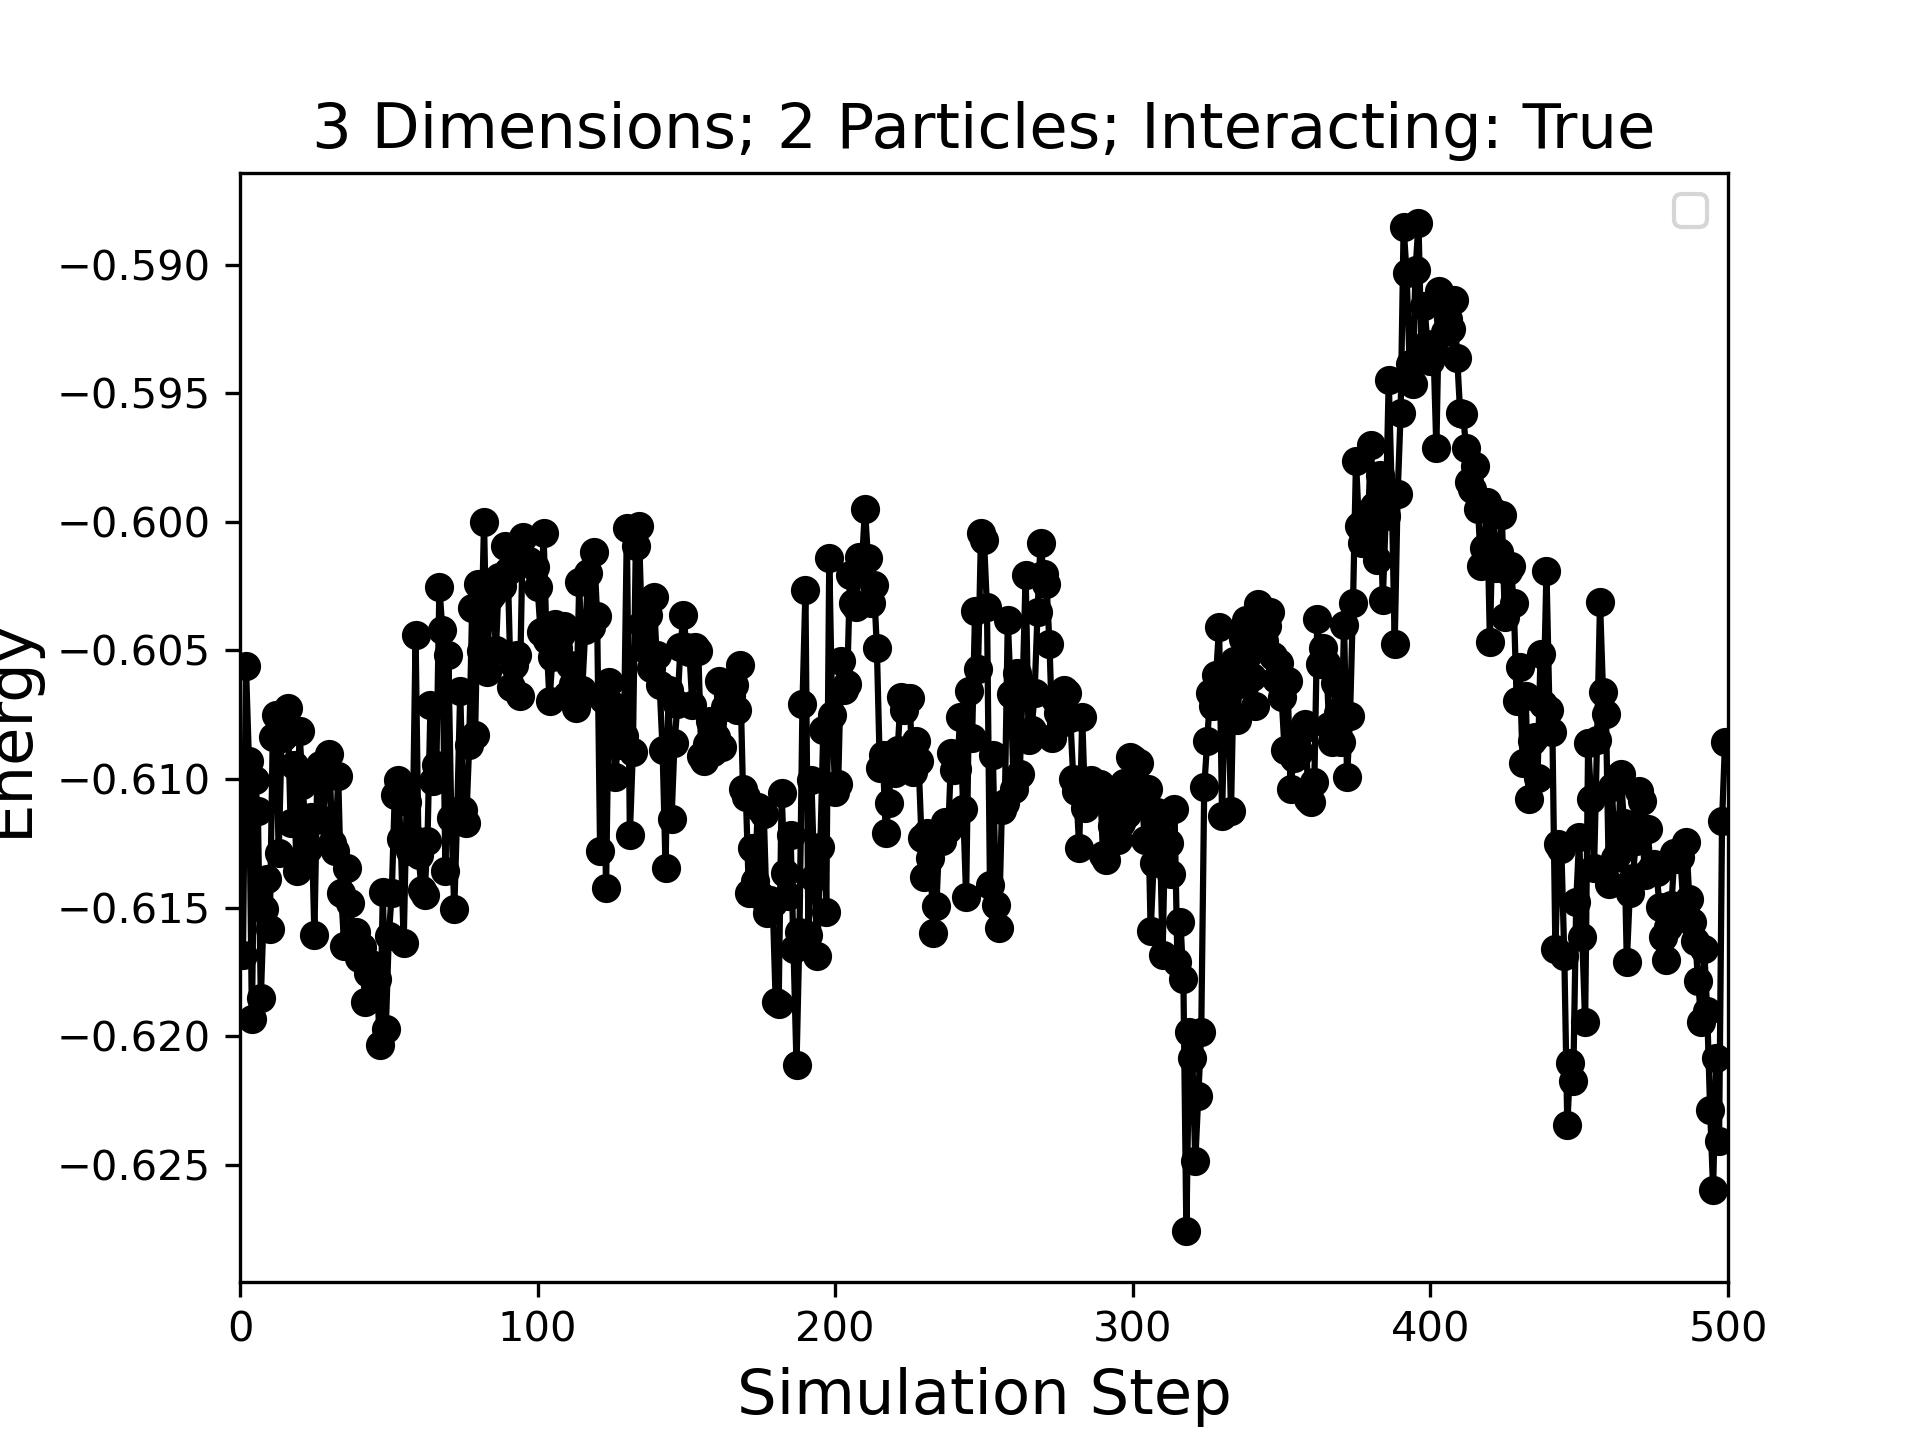 3 Dimensions; 2 Particles; Interacting: True
Energy
−0.590
−0.595
−0.600
−0.605
−0.610
−0.615
−0.620
−0.625
0 100 200 300 400 500
Simulation Step